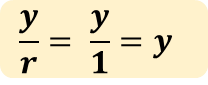 y/r = y/1 = y